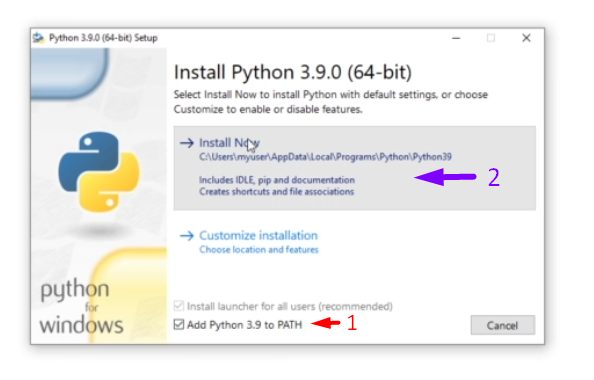 Python 3.9.0 (64-bit) Setup
Install Python 3.9.0 (64-bit)
Select Install Now to install Python with default settings, or choose
Customize to enable or disable features.
→ Install Now
C:\Users\myuser\AppData\Local\Programs\Python\Python39
Includes IDLE, pip and documentation
Creates shortcuts and file associations
2
→ Customize installation
Choose location and features
python
for
windows
Install launcher for all users (recommended)
Add Python 3.9 to PATH
1
Cancel